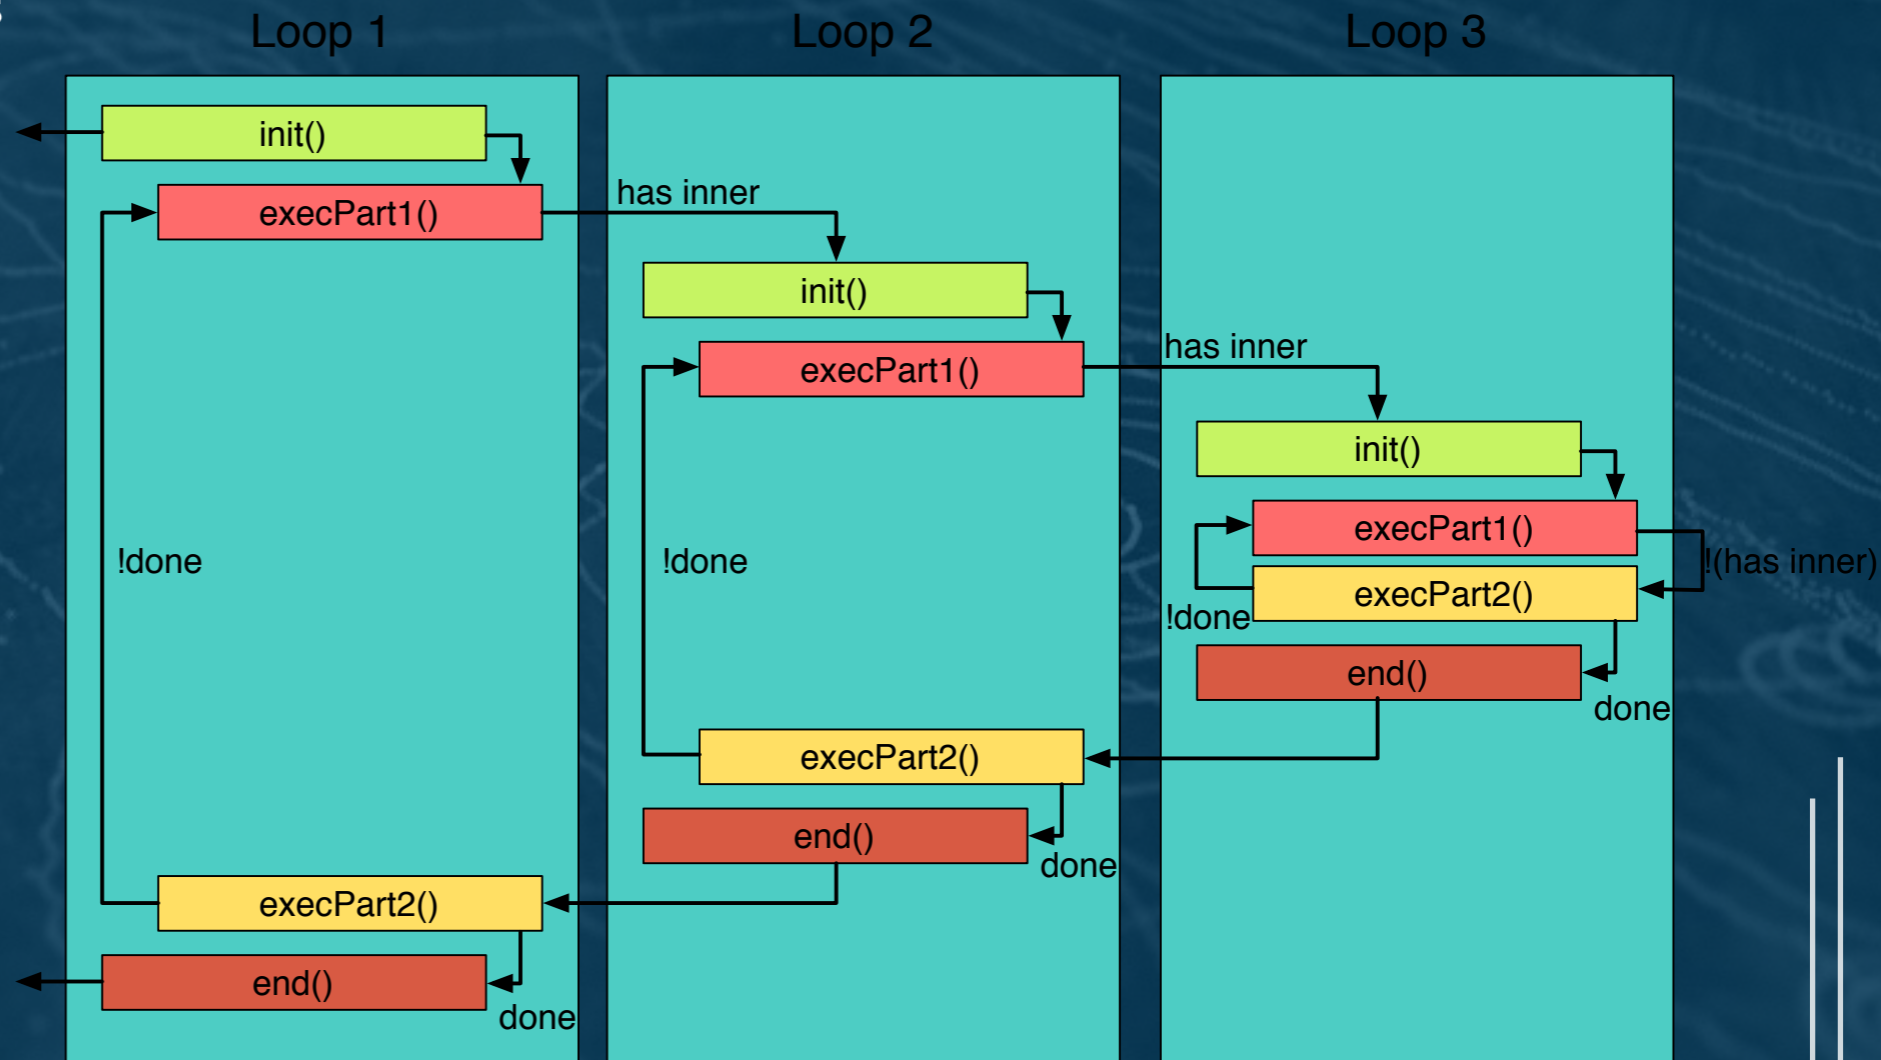 Loop 1
Loop 2
Loop 3
init()
execPart1()
has inner
init()
execPart1()
has inner
init()
execPart1()
!(has inner)
execPart2()
!done
!done
!done
end()
done
execPart2()
end()
done
execPart2()
end()
done